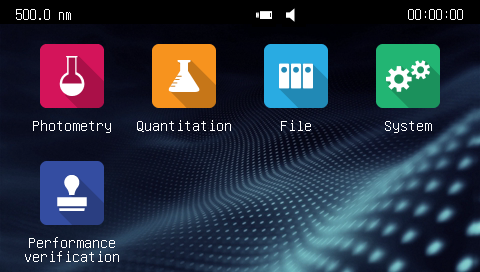 500.0 nm 00:00:00
Photometry Quantitation File System
Performance
verification